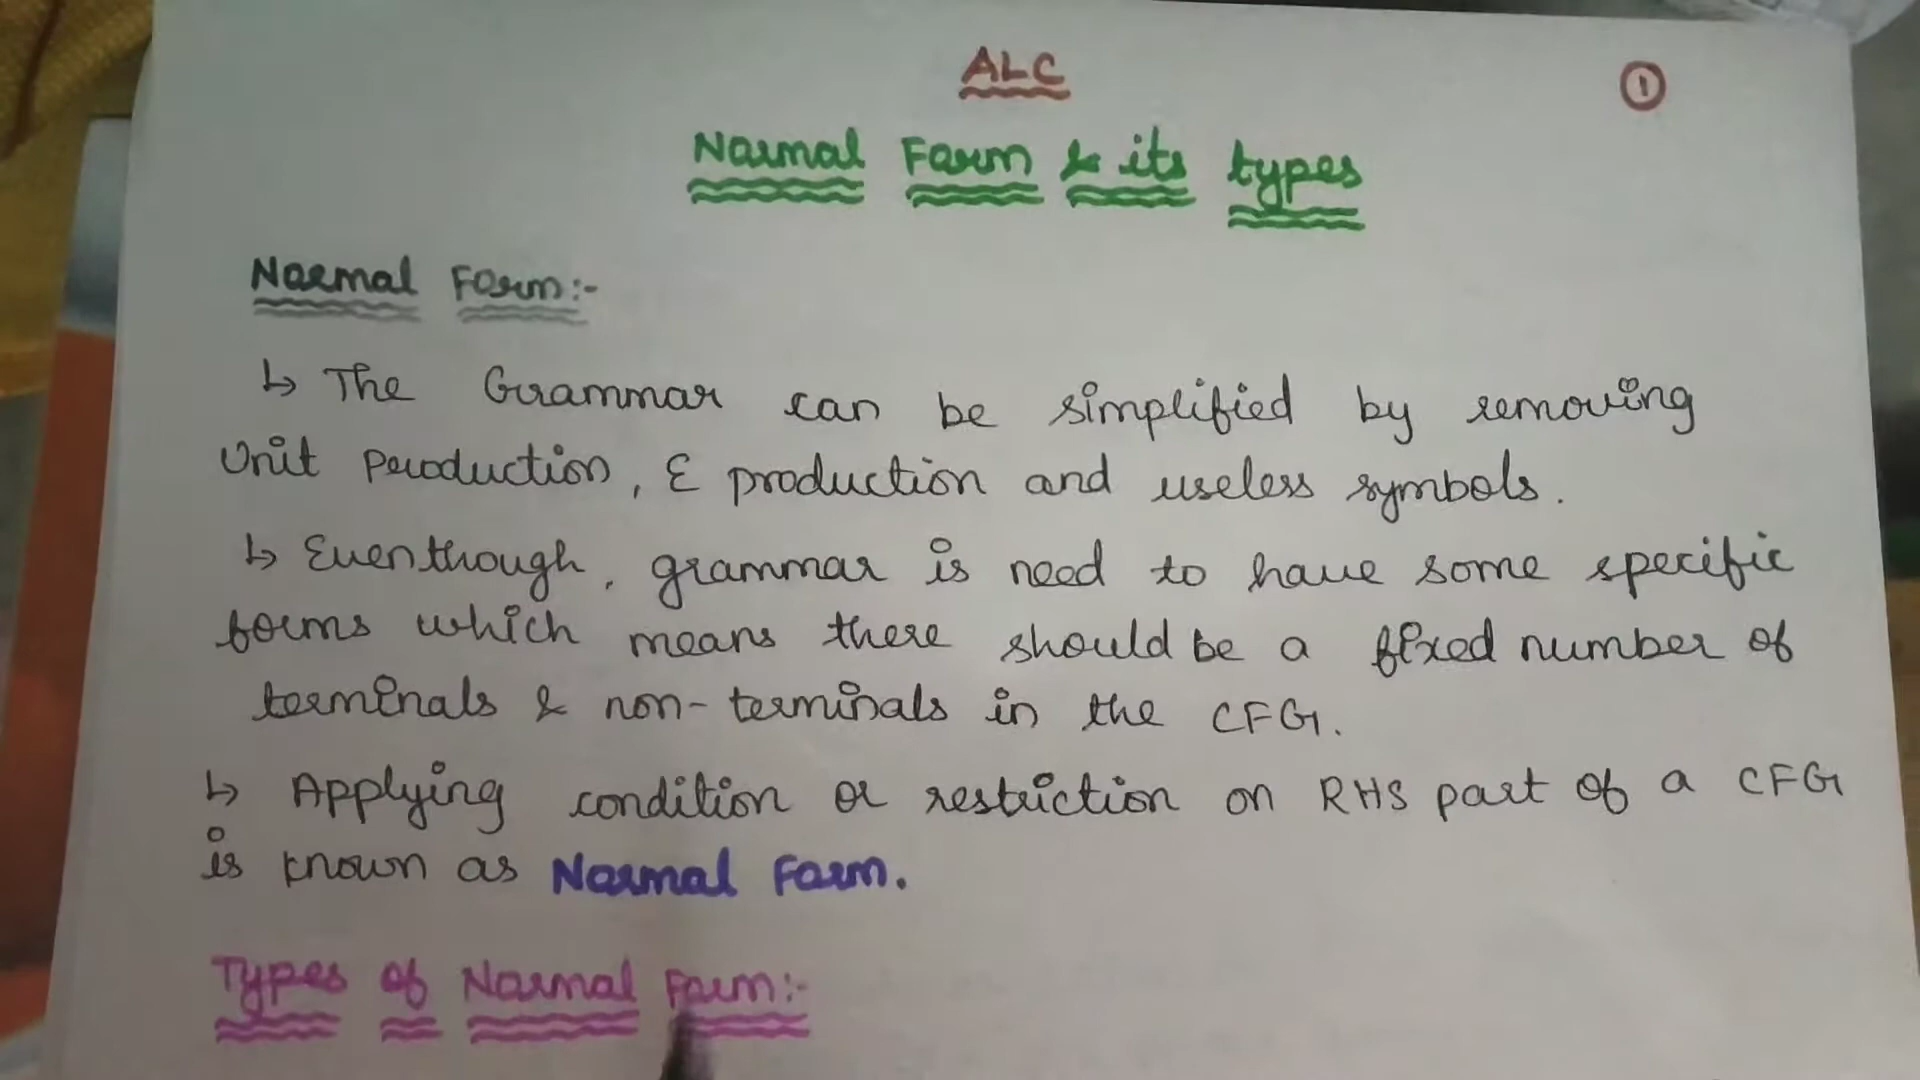 ALC
①
Normal Form & its types
Normal Form:-
↳ The Grammar can be simplified by removing
Unit Production, ε production and useless symbols.
↳ Eventhough, grammar is need to have some specific
forms which means there should be a fixed number of
terminals & non-terminals in the CFG.
↳ Applying condition or restriction on RHS part of a CFG
is known as Normal Form.
Types of Normal Form:-